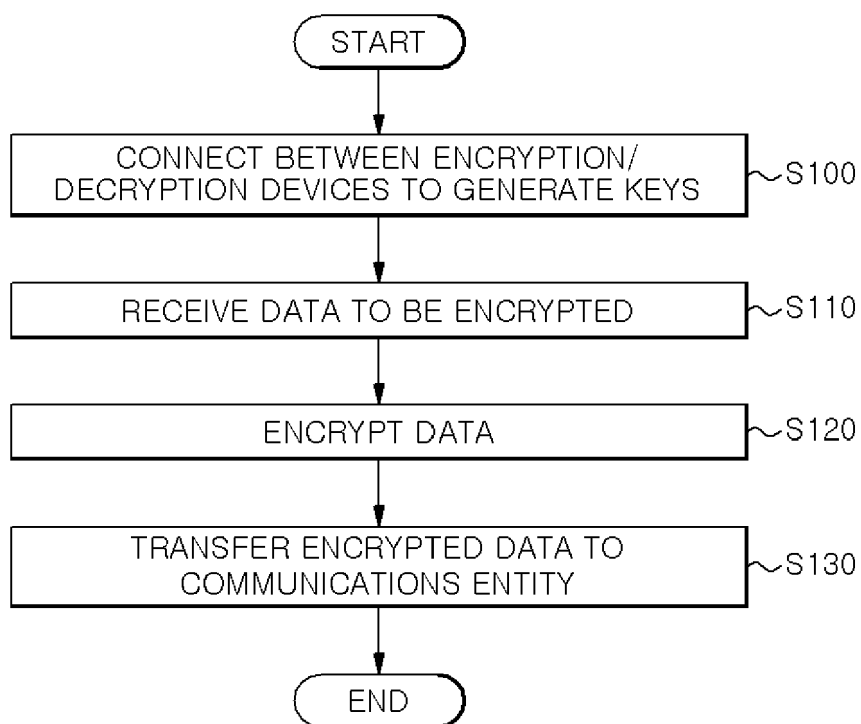 START
CONNECT BETWEEN ENCRYPTION/
DECRYPTION DEVICES TO GENERATE KEYS
S100
RECEIVE DATA TO BE ENCRYPTED
S110
ENCRYPT DATA
S120
TRANSFER ENCRYPTED DATA TO
COMMUNICATIONS ENTITY
S130
END